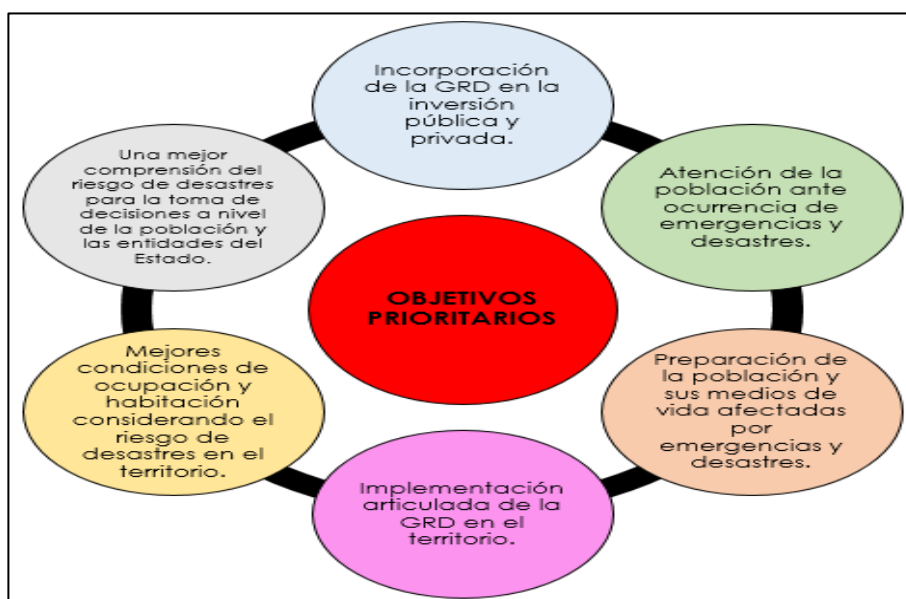 Incorporación
de la GRD en la
inversión
pública y
privada.
Una mejor
comprensión del
riesgo de desastres
para la toma de
decisiones a nivel
de la población y
las entidades del
Estado.
Atención de la
población ante
ocurrencia de
emergencias y
desastres.
OBJETIVOS
PRIORITARIOS
Mejores
condiciones de
ocupación y
habitación
considerando el
riesgo de
desastres en el
territorio.
Preparación de
la población y
sus medios de
vida afectadas
por
emergencias y
desastres.
Implementación
articulada de la
GRD en el
territorio.